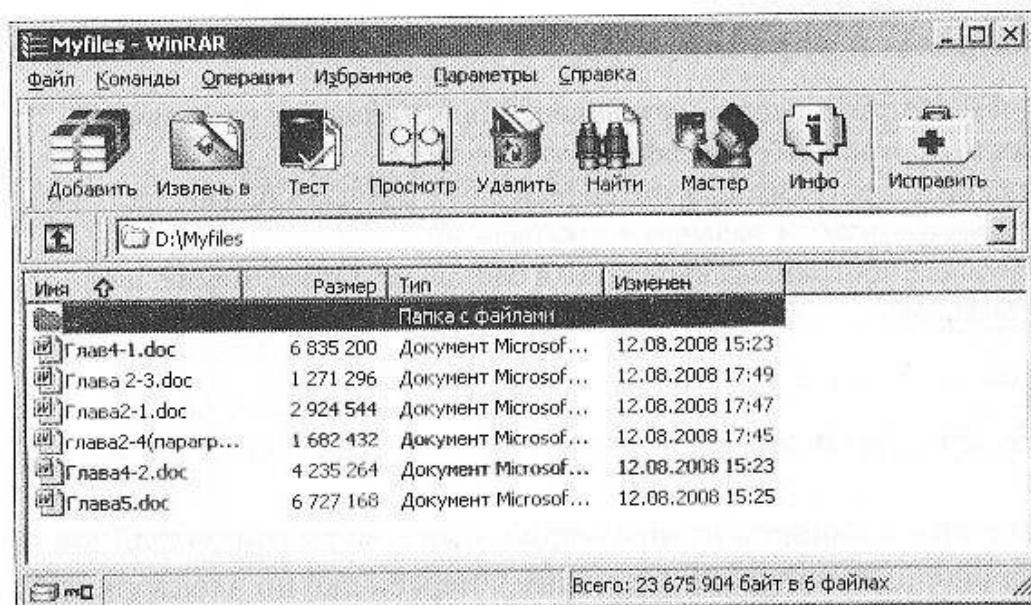 Myfiles - WinRAR
Файл Команды Операции Избранное Параметры Справка
Добавить Извлечь в Тест Просмотр Удалить Найти Мастер Инфо Исправить
D:\Myfiles
Имя Размер Тип Изменен
Папка с файлами
Глав4-1.doc 6 835 200 Документ Microsof... 12.08.2008 15:23
Глава 2-3.doc 1 271 296 Документ Microsof... 12.08.2008 17:49
Глава2-1.doc 2 924 544 Документ Microsof... 12.08.2008 17:47
глава2-4(парагр... 1 682 432 Документ Microsof... 12.08.2008 17:45
Глава4-2.doc 4 235 264 Документ Microsof... 12.08.2008 15:23
Глава5.doc 6 727 168 Документ Microsof... 12.08.2008 15:25
Всего: 23 675 904 байт в 6 файлах